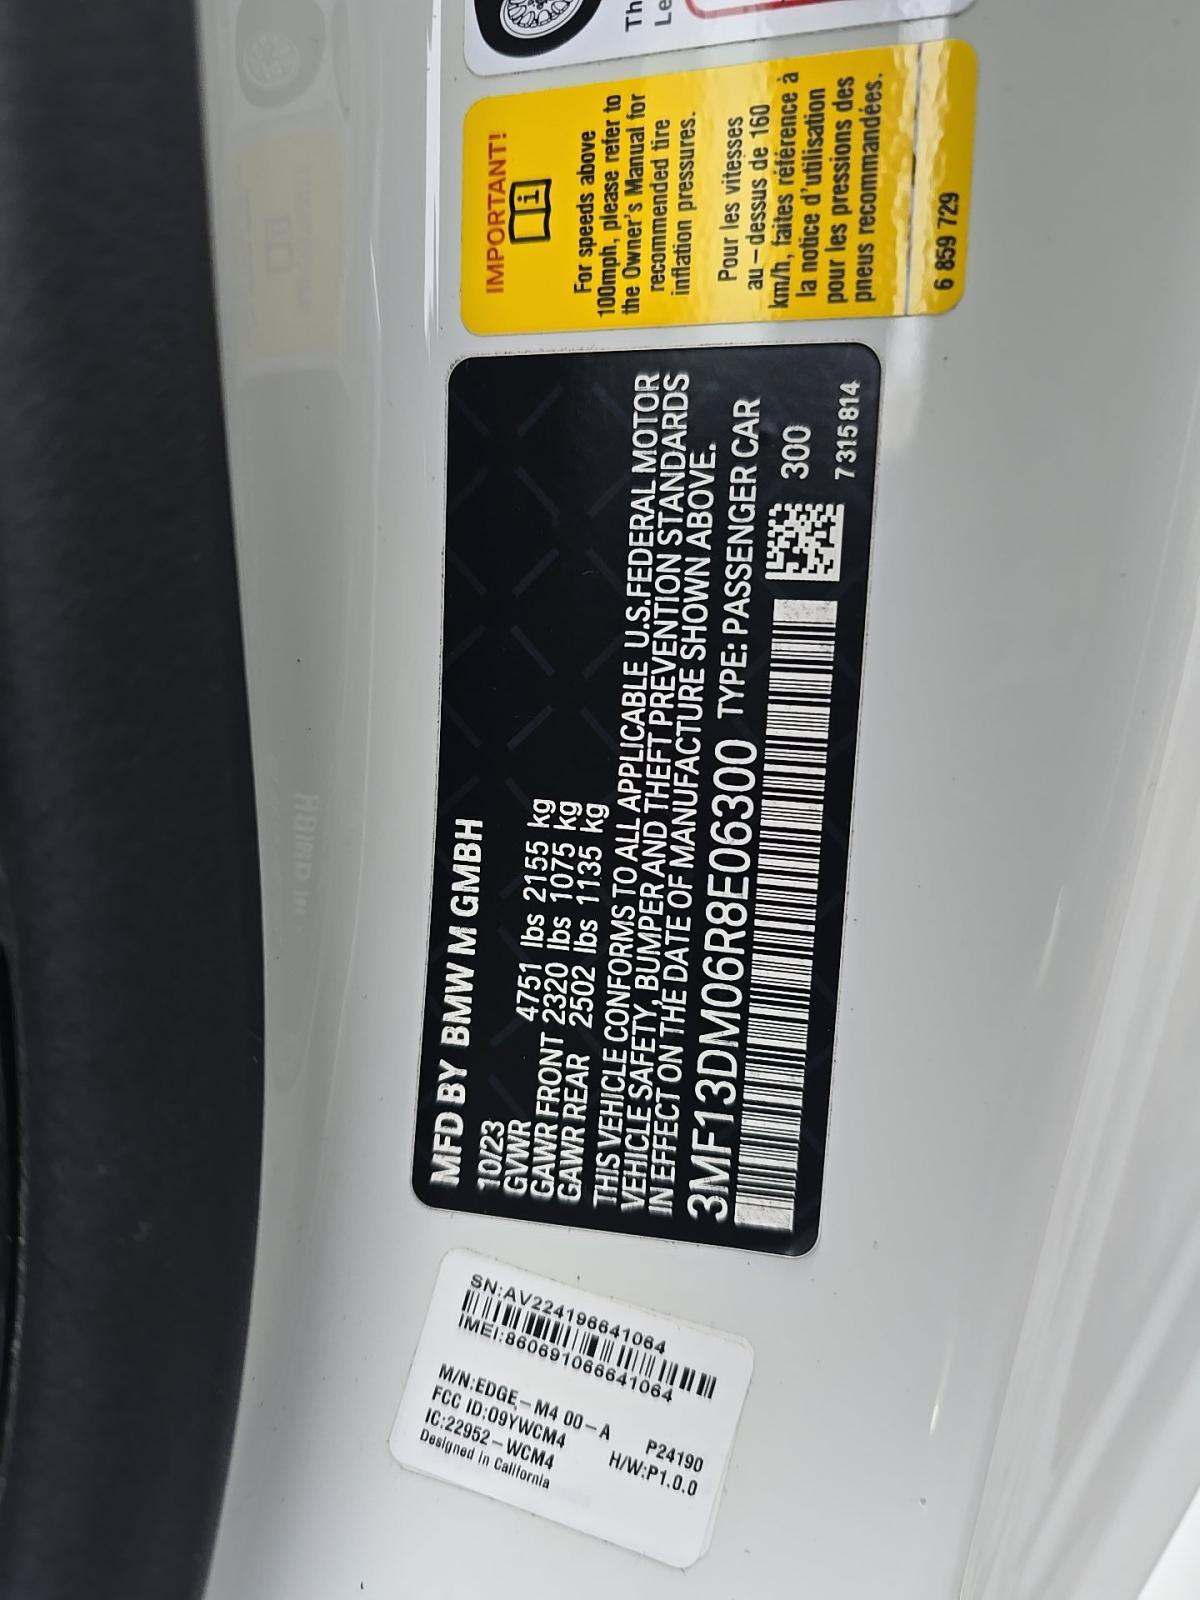 Th
Le
IMPORTANT!
For speeds above
100mph, please refer to
the Owner's Manual for
recommended tire
inflation pressures.
Pour les vitesses
au-dessus de 160
km/h, faites référence à
la notice d'utilisation
pour les pressions des
pneus recommandées.
6 859 729
MFD BY BMW M GMBH
10/23
GVWR 4751 lbs 2155 kg
GAWR FRONT 2320 lbs 1075 kg
GAWR REAR 2502 lbs 1135 kg
THIS VEHICLE CONFORMS TO ALL APPLICABLE U.S.FEDERAL MOTOR
VEHICLE SAFETY, BUMPER AND THEFT PREVENTION STANDARDS
IN EFFECT ON THE DATE OF MANUFACTURE SHOWN ABOVE.
3MF13DM06R8E06300 TYPE: PASSENGER CAR
300
7315814
SN:AV224196641064
IMEI:860691066641064
M/N:EDGE-M4 00-A
FCC ID:09YWCM4 P24190
IC:22952-WCM4 H/W:P1.0.0
Designed in California